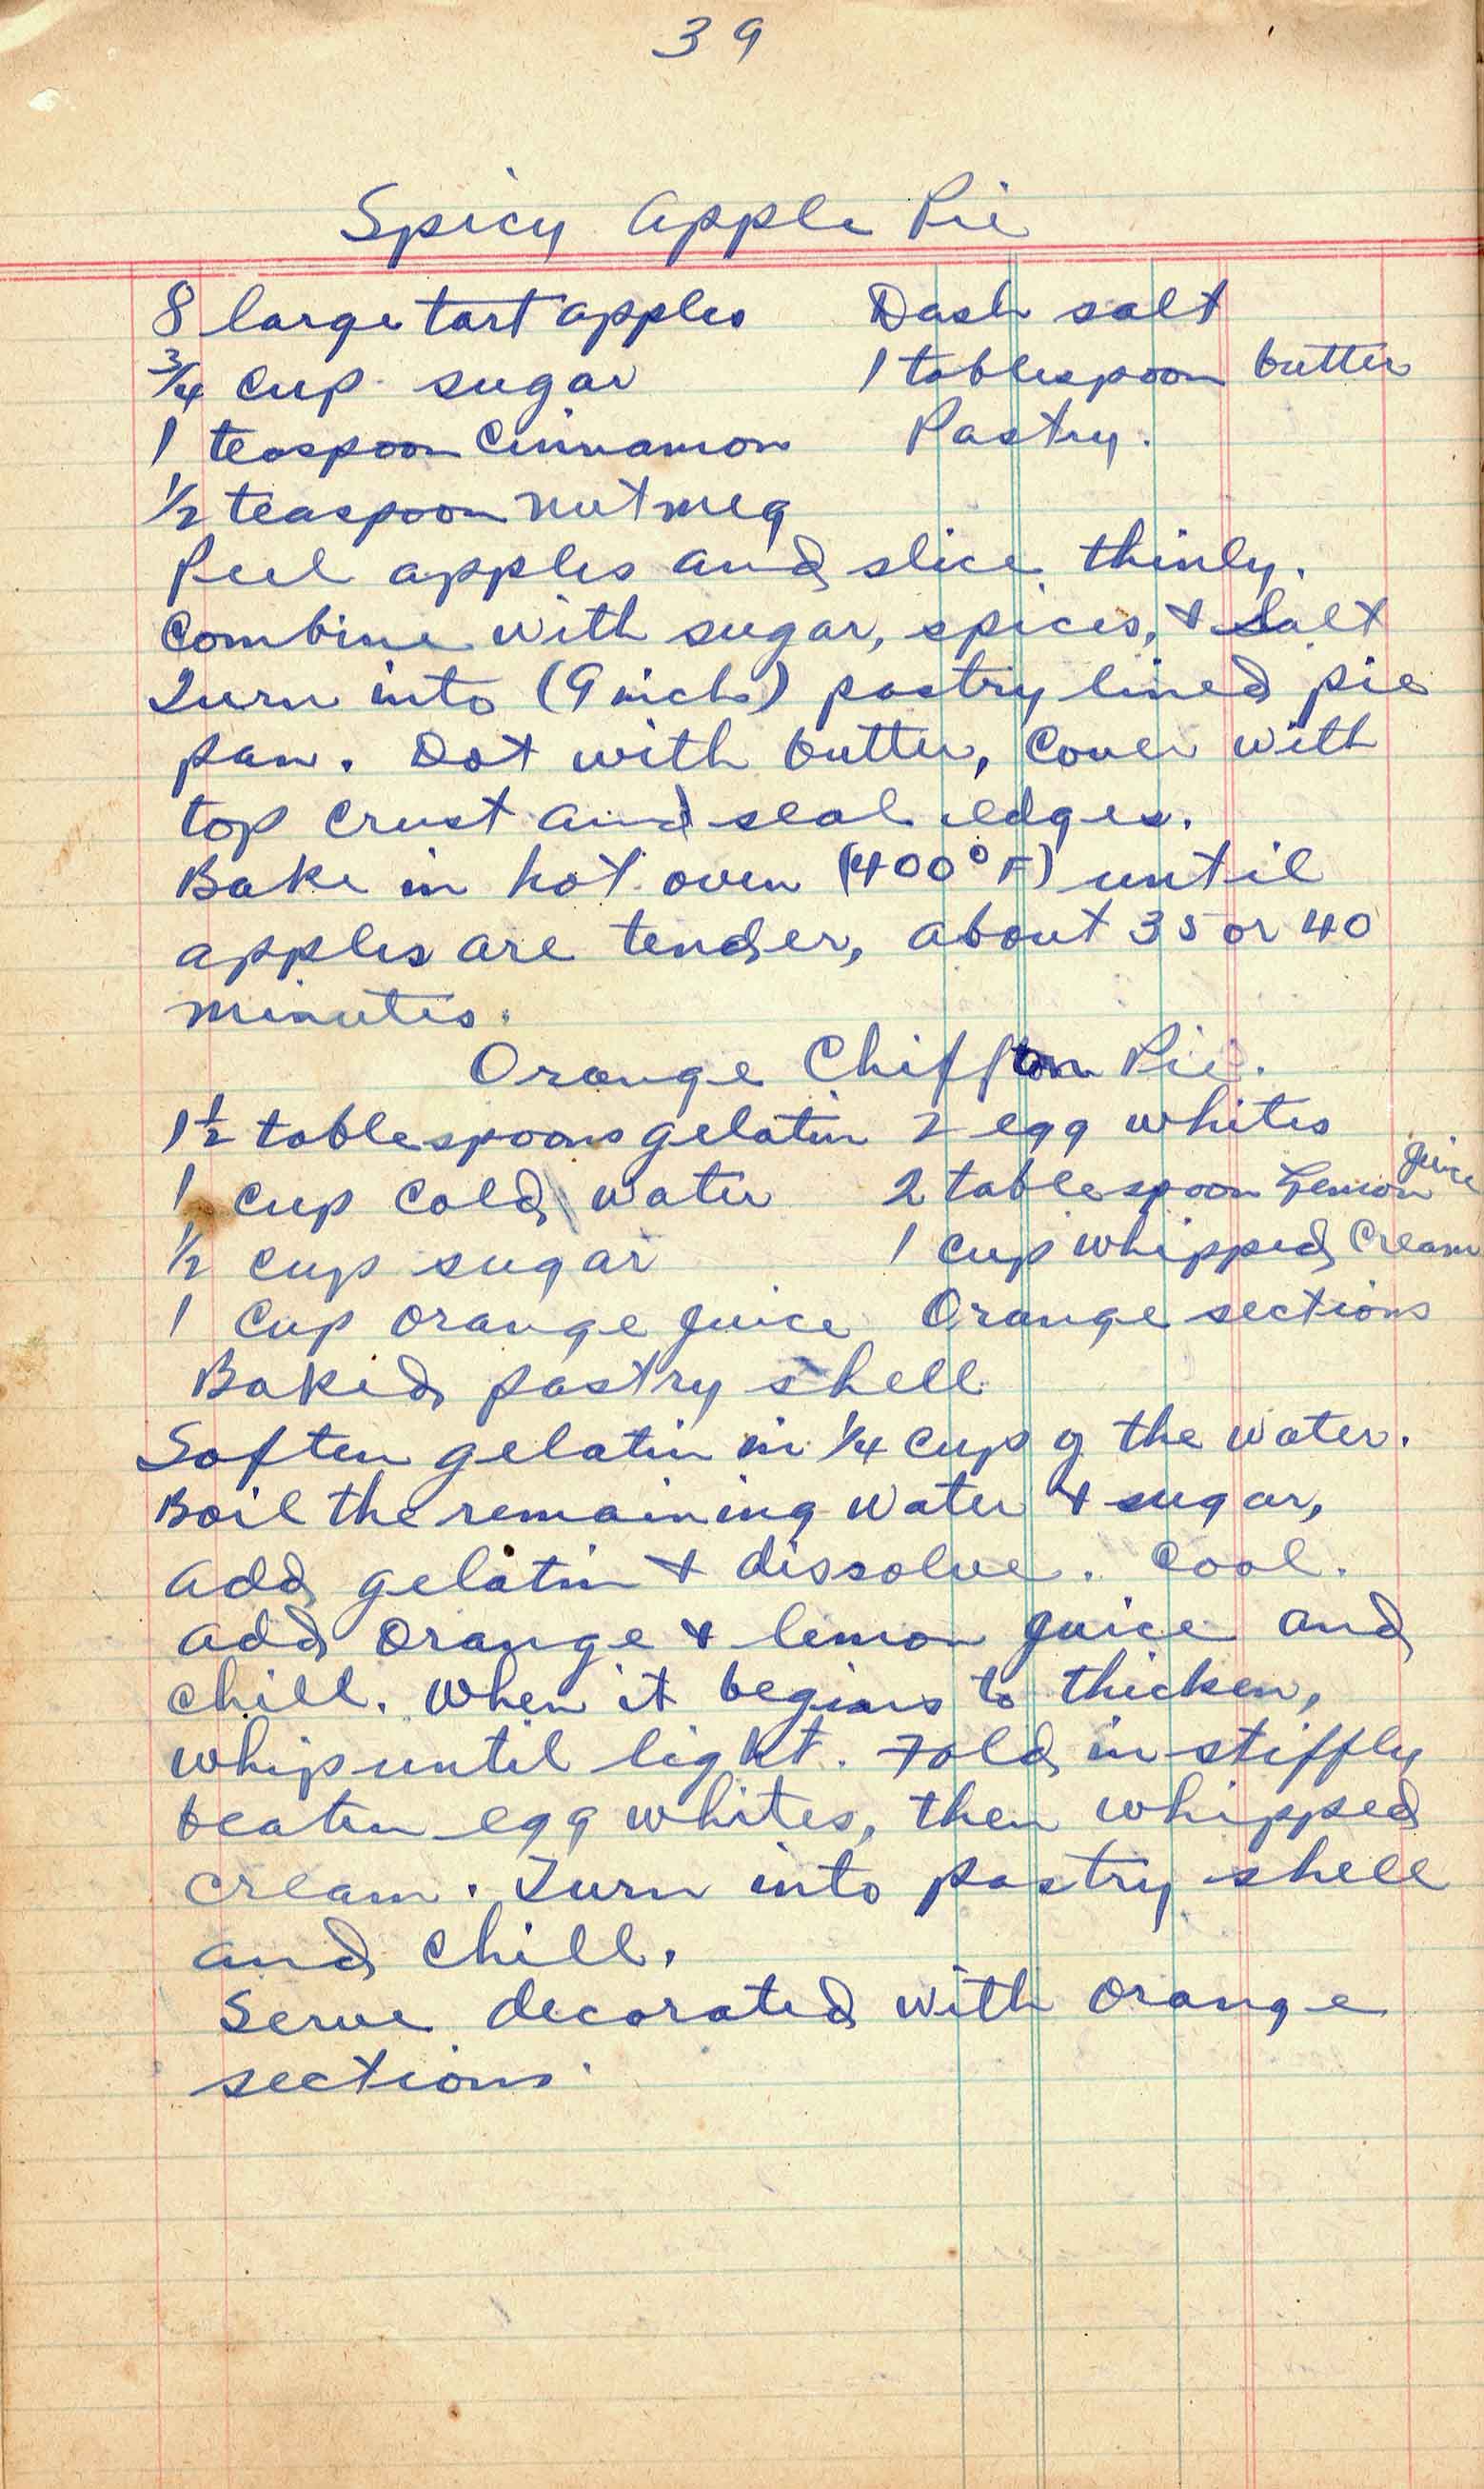 39
Spicy Apple Pie
8 large tart apples Dash salt
3/4 cup sugar 1 tablespoon butter
1 teaspoon Cinnamon Pastry.
1/2 teaspoon nutmeg
Peel apples and slice thinly.
Combine with sugar, spices, & Salt
Turn into (9 inch) pastry lined pie
pan. Dot with butter, Cover with
top crust and seal edges.
Bake in hot oven (400°F) until
apples are tender, about 35 or 40
minutes.
Orange Chiffon Pie.
1 1/2 tablespoons gelatin 2 egg whites
1 cup cold water 2 tablespoon Lemon juice
1/2 cup sugar 1 cup whipped Cream
1 Cup orange juice Orange sections
Baked pastry shell
Soften gelatin in 1/4 cup of the water.
Boil the remaining water & sugar,
add gelatin & dissolve. Cool.
add orange & lemon juice and
chill. When it begins to thicken,
whip until light. Fold in stiffly
beaten egg whites, then whipped
cream. Turn into pastry shell
and chill.
Serve decorated with orange
sections.